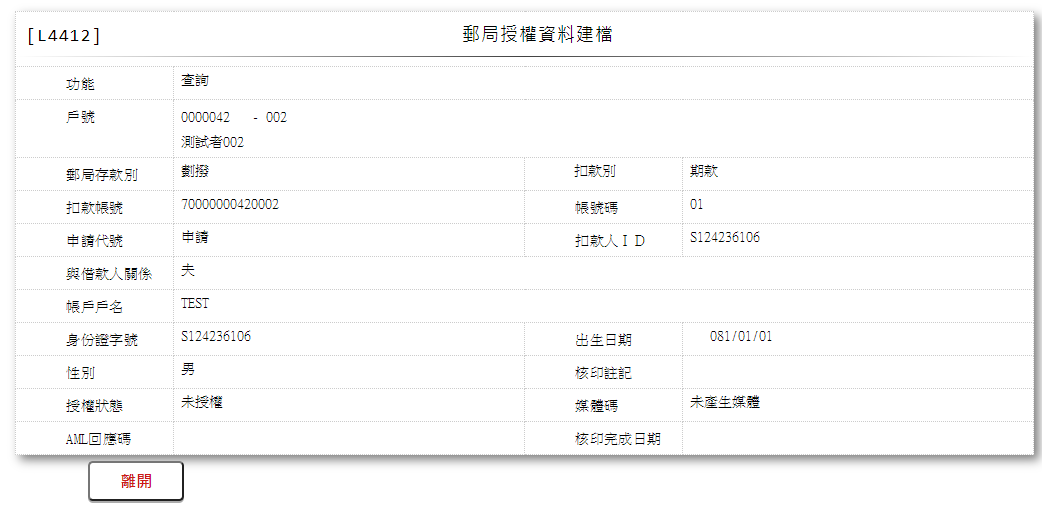 [L4412] 郵局授權資料建檔
功能 查詢
戶號 0000042 - 002
測試者002
郵局存款別 劃撥 扣款別 期款
扣款帳號 70000000420002 帳號碼 01
申請代號 申請 扣款人ＩＤ S124236106
與借款人關係 夫
帳戶戶名 TEST
身份證字號 S124236106 出生日期 081/01/01
性別 男 核印註記
授權狀態 未授權 媒體碼 未產生媒體
AML回應碼 核印完成日期
離開